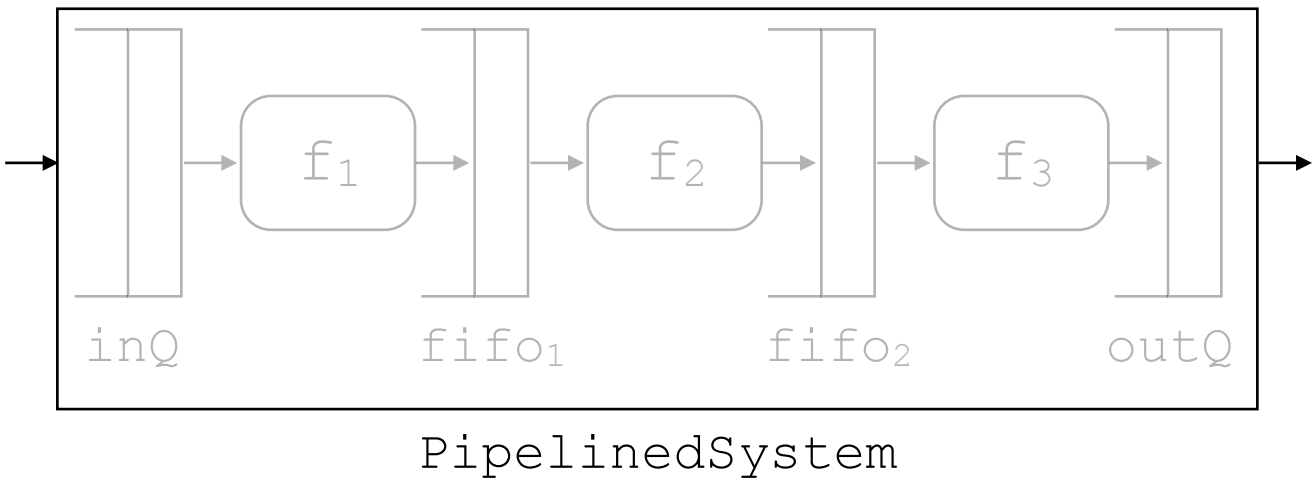 f₁ f₂ f₃
inQ fifo₁ fifo₂ outQ
PipelinedSystem